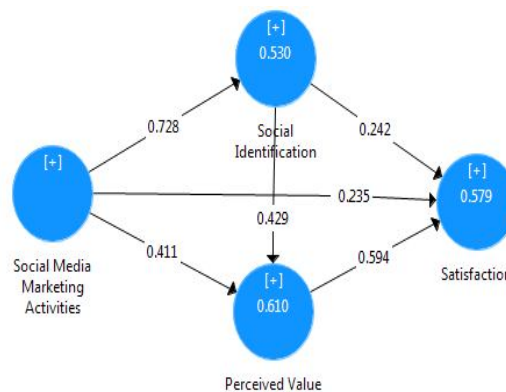 [+]
0.530
0.728
0.242
Social
Identification
[+]
[+]
0.579
0.235
0.429
0.411
0.594
Social Media
Marketing
Activities
Satisfaction
[+]
0.610
Perceived Value